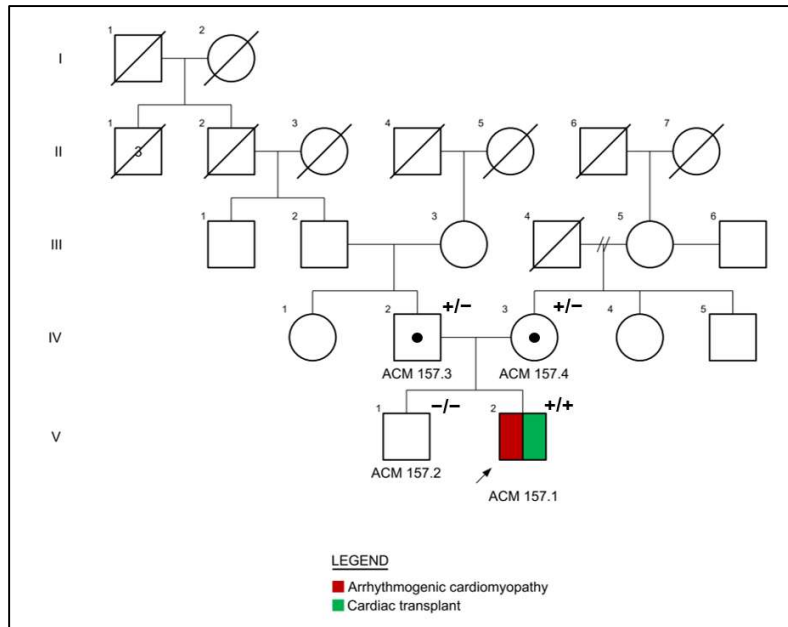 1 2
I
1 2 3 4 5 6 7
II
3
1 2 3 4 5 6
III
1 2 +/− 3 +/− 4 5
IV
ACM 157.3 ACM 157.4
1 −/− 2 +/+
V
ACM 157.2
ACM 157.1
LEGEND
Arrhythmogenic cardiomyopathy
Cardiac transplant